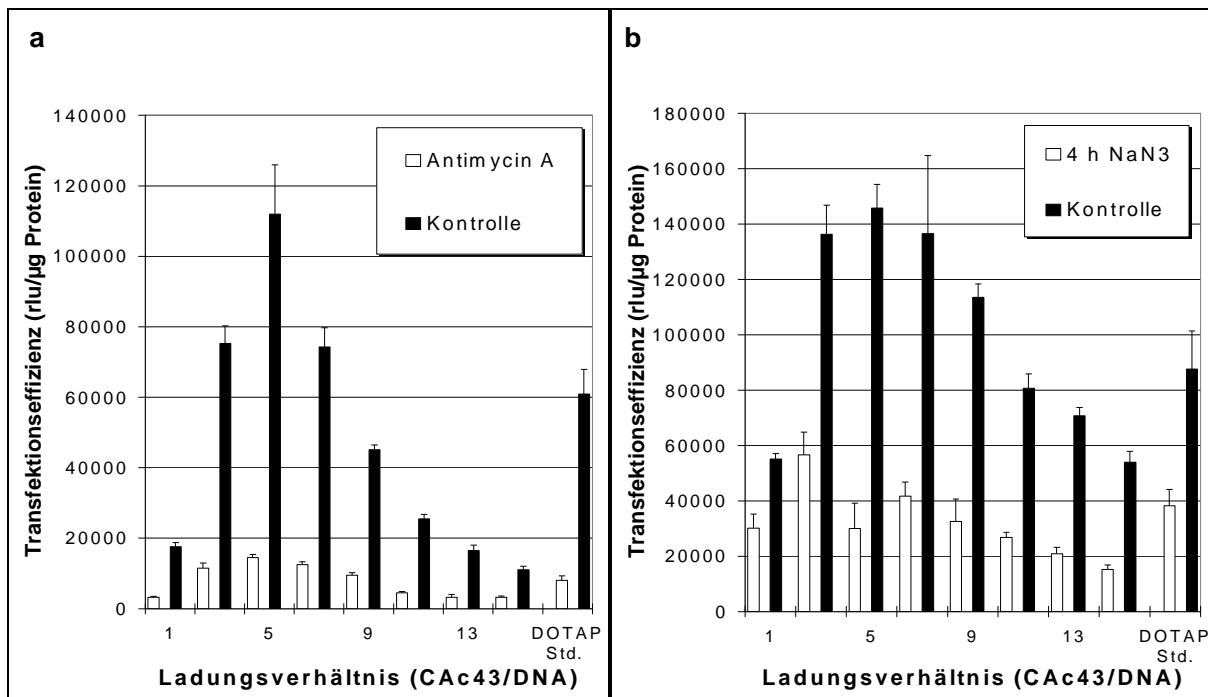 a
Transfektionseffizienz (rlu/µg Protein)
140000
120000
100000
80000
60000
40000
20000
0
Antimycin A
Kontrolle
1
5
9
13
DOTAP
Std.
Ladungsverhältnis (CAc43/DNA)
b
Transfektionseffizienz (rlu/µg Protein)
180000
160000
140000
120000
100000
80000
60000
40000
20000
0
4 h NaN3
Kontrolle
1
5
9
13
DOTAP
Std.
Ladungsverhältnis (CAc43/DNA)